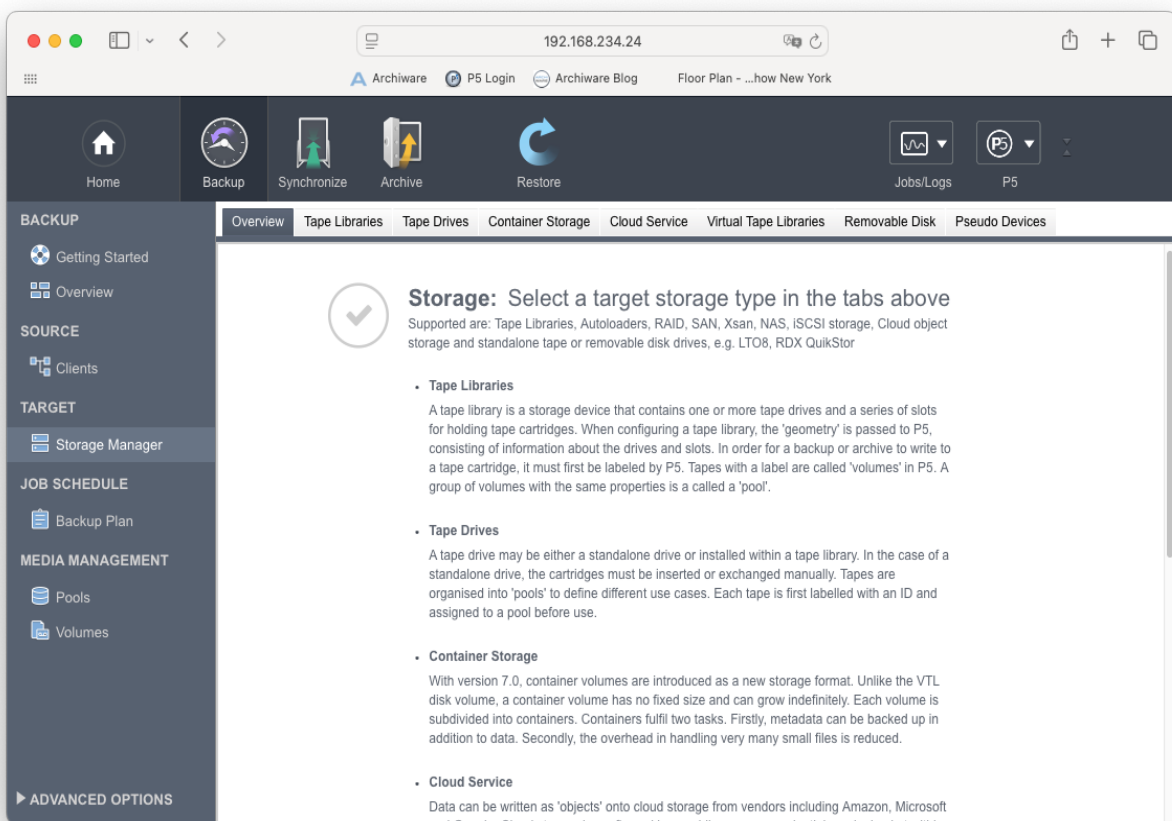 192.168.234.24
Archiware P5 Login Archiware Blog Floor Plan - ...how New York
Home Backup Synchronize Archive Restore Jobs/Logs P5
BACKUP
Getting Started
Overview
SOURCE
Clients
TARGET
Storage Manager
JOB SCHEDULE
Backup Plan
MEDIA MANAGEMENT
Pools
Volumes
ADVANCED OPTIONS
Overview Tape Libraries Tape Drives Container Storage Cloud Service Virtual Tape Libraries Removable Disk Pseudo Devices
Storage: Select a target storage type in the tabs above
Supported are: Tape Libraries, Autoloaders, RAID, SAN, Xsan, NAS, iSCSI storage, Cloud object
storage and standalone tape or removable disk drives, e.g. LTO8, RDX QuikStor
• Tape Libraries
A tape library is a storage device that contains one or more tape drives and a series of slots
for holding tape cartridges. When configuring a tape library, the 'geometry' is passed to P5,
consisting of information about the drives and slots. In order for a backup or archive to write to
a tape cartridge, it must first be labeled by P5. Tapes with a label are called 'volumes' in P5. A
group of volumes with the same properties is a called a 'pool'.
• Tape Drives
A tape drive may be either a standalone drive or installed within a tape library. In the case of a
standalone drive, the cartridges must be inserted or exchanged manually. Tapes are
organised into 'pools' to define different use cases. Each tape is first labelled with an ID and
assigned to a pool before use.
• Container Storage
With version 7.0, container volumes are introduced as a new storage format. Unlike the VTL
disk volume, a container volume has no fixed size and can grow indefinitely. Each volume is
subdivided into containers. Containers fulfil two tasks. Firstly, metadata can be backed up in
addition to data. Secondly, the overhead in handling very many small files is reduced.
• Cloud Service
Data can be written as 'objects' onto cloud storage from vendors including Amazon, Microsoft